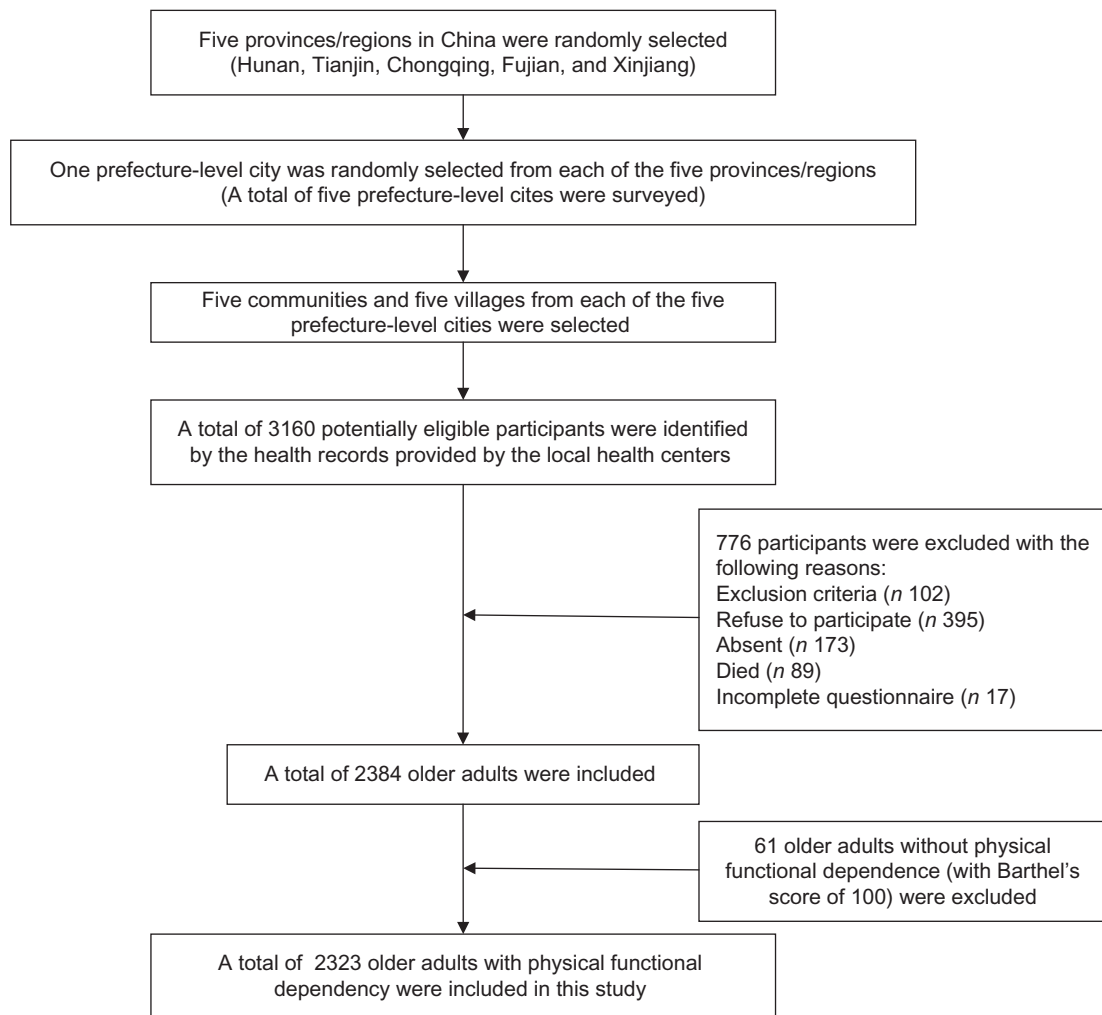 Five provinces/regions in China were randomly selected
(Hunan, Tianjin, Chongqing, Fujian, and Xinjiang)
One prefecture-level city was randomly selected from each of the five provinces/regions
(A total of five prefecture-level cites were surveyed)
Five communities and five villages from each of the five
prefecture-level cities were selected
A total of 3160 potentially eligible participants were identified
by the health records provided by the local health centers
776 participants were excluded with the
following reasons:
Exclusion criteria (n 102)
Refuse to participate (n 395)
Absent (n 173)
Died (n 89)
Incomplete questionnaire (n 17)
A total of 2384 older adults were included
61 older adults without physical
functional dependence (with Barthel's
score of 100) were excluded
A total of 2323 older adults with physical functional
dependency were included in this study